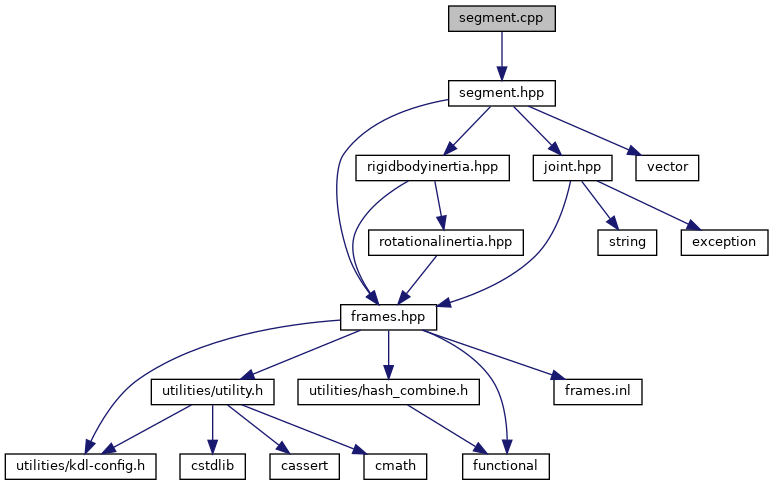 segment.cpp
segment.hpp
rigidbodyinertia.hpp
joint.hpp
vector
rotationalinertia.hpp
string
exception
frames.hpp
utilities/utility.h
utilities/hash_combine.h
frames.inl
utilities/kdl-config.h
cstdlib
cassert
cmath
functional